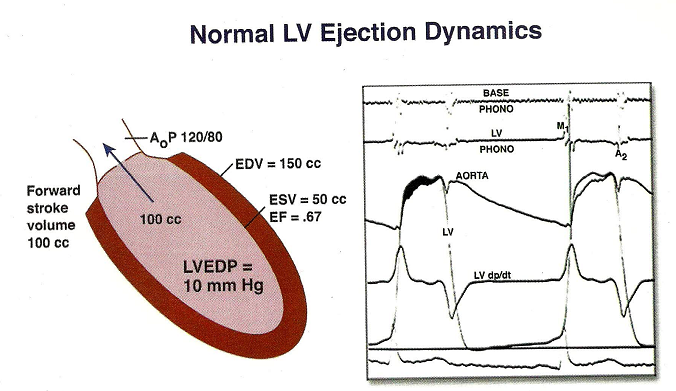 Normal LV Ejection Dynamics
AoP 120/80
EDV = 150 cc
ESV = 50 cc
EF = .67
Forward
stroke
volume
100 cc
100 cc
LVEDP =
10 mm Hg
BASE
PHONO
M1
LV
PHONO
A2
AORTA
LV
LV dp/dt